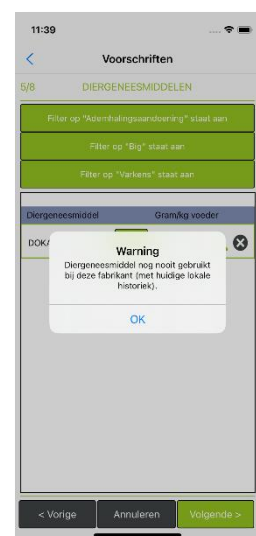 11:39
Voorschriften
5/8 DIERGENEESMIDDELEN
Filter op "Ademhalingsaandoening" staat aan
Filter op "Big" staat aan
Filter op "Varkens" staat aan
Diergeneesmiddel Gram/kg voeder
Warning
Diergeneesmiddel nog nooit gebruikt
bij deze fabrikant (met huidige lokale
historiek).
OK
< Vorige Annuleren Volgende >